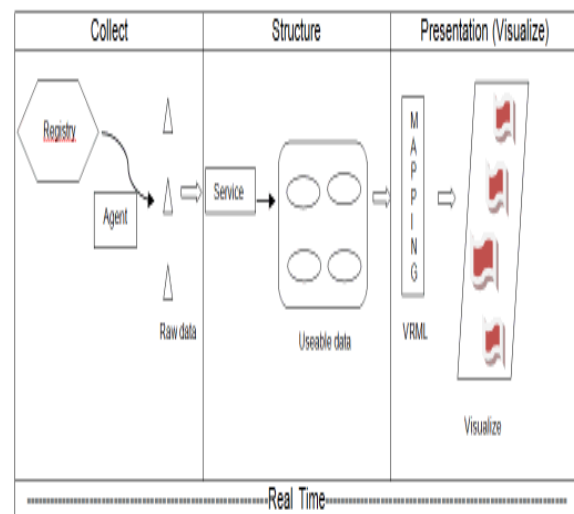 Collect
Structure
Presentation (Visualize)
Registry
Agent
Raw data
Service
Useable data
M
A
P
P
I
N
G
VRML
Visualize
Real Time